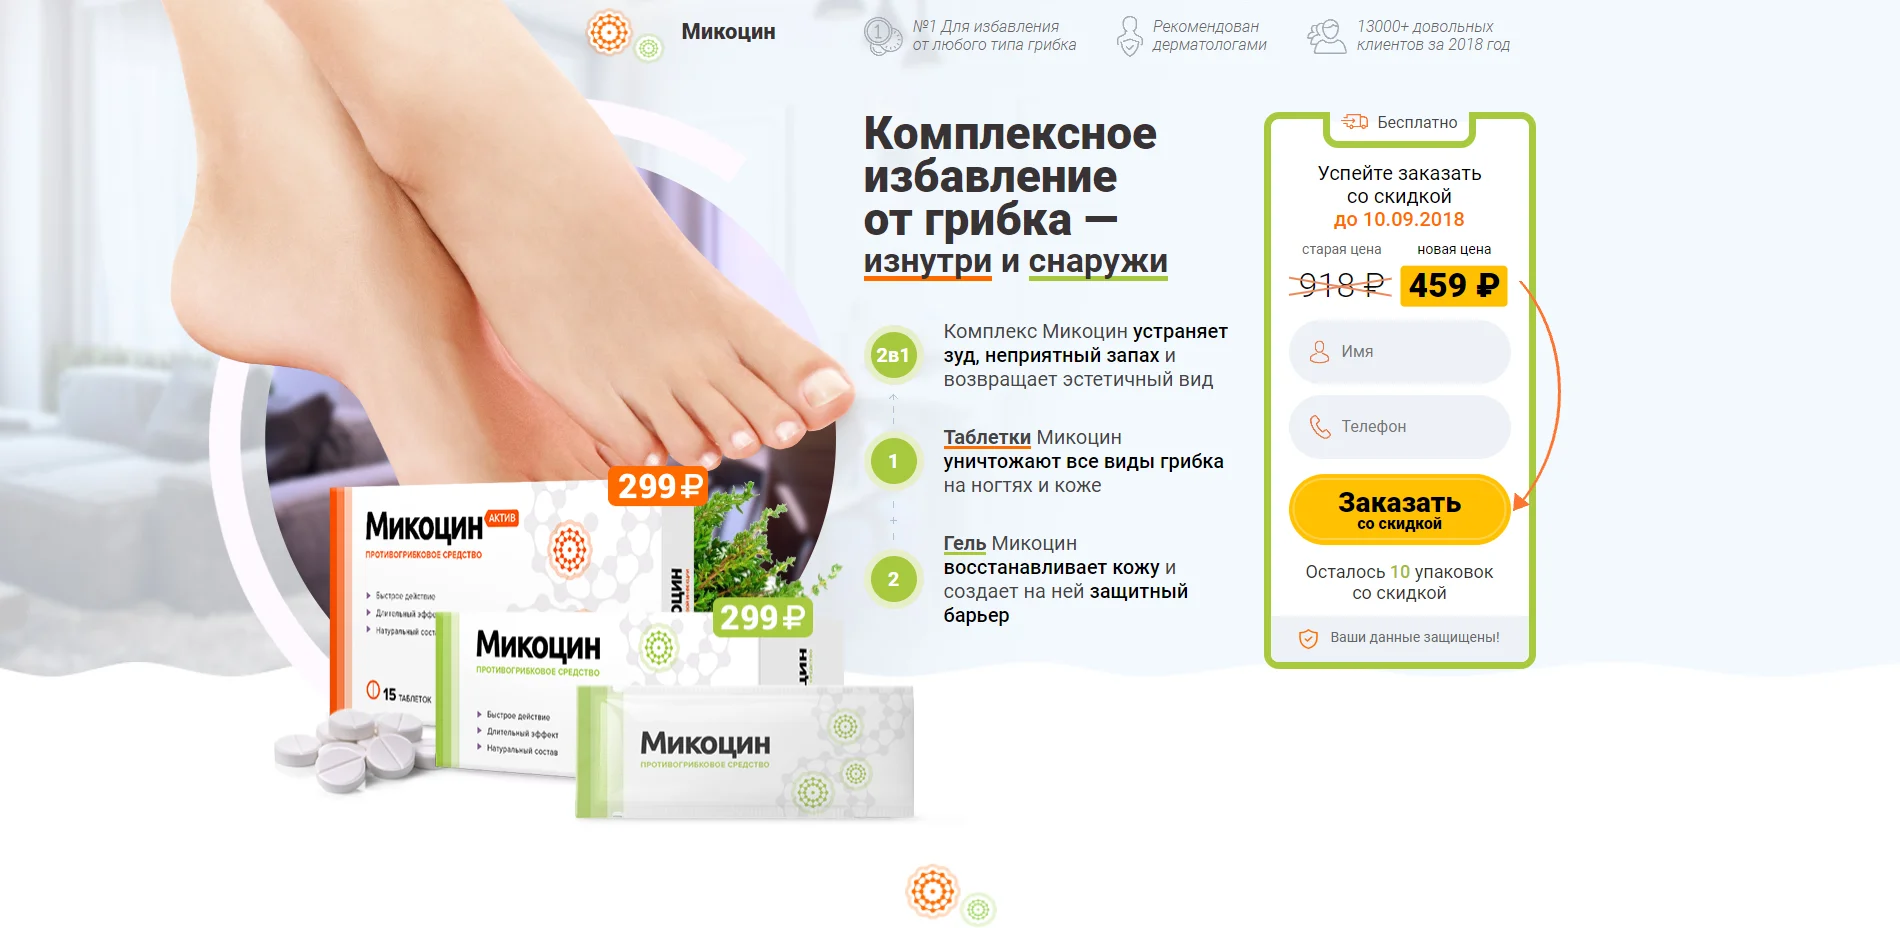 Микоцин
№1 Для избавления
от любого типа грибка
Рекомендован
дерматологами
13000+ довольных
клиентов за 2018 год
Комплексное
избавление
от грибка —
изнутри и снаружи
2в1
Комплекс Микоцин устраняет
зуд, неприятный запах и
возвращает эстетичный вид
1
Таблетки Микоцин
уничтожают все виды грибка
на ногтях и коже
2
Гель Микоцин
восстанавливает кожу и
создает на ней защитный
барьер
Бесплатно
Успейте заказать
со скидкой
до 10.09.2018
старая цена
новая цена
918 ₽
459 ₽
Имя
Телефон
Заказать
со скидкой
Осталось 10 упаковок
со скидкой
Ваши данные защищены!
299₽
Микоцин АКТИВ
ПРОТИВОГРИБКОВОЕ СРЕДСТВО
Быстрое действие
Длительный эффе
Натуральный сост
15 ТАБЛЕТОК
299₽
Микоцин
ПРОТИВОГРИБКОВОЕ СРЕДСТВО
Быстрое действие
Длительный эффект
Натуральный состав
Микоцин
ПРОТИВОГРИБКОВОЕ СРЕДСТВО